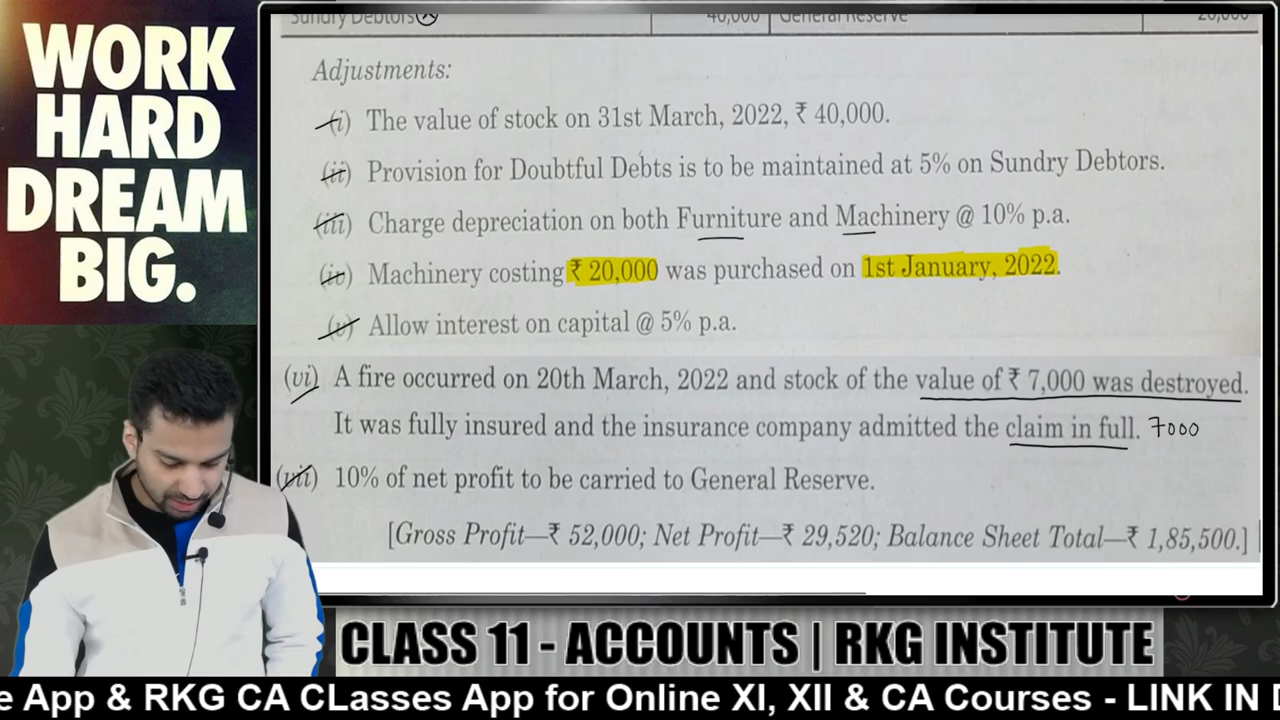 WORK
HARD
DREAM
BIG.
Sundry Debtors 40,000 General Reserve 20,000
Adjustments:
(i) The value of stock on 31st March, 2022, ₹ 40,000.
(ii) Provision for Doubtful Debts is to be maintained at 5% on Sundry Debtors.
(iii) Charge depreciation on both Furniture and Machinery @ 10% p.a.
(iv) Machinery costing ₹ 20,000 was purchased on 1st January, 2022.
(v) Allow interest on capital @ 5% p.a.
(vi) A fire occurred on 20th March, 2022 and stock of the value of ₹ 7,000 was destroyed.
It was fully insured and the insurance company admitted the claim in full. 7000
(vii) 10% of net profit to be carried to General Reserve.
[Gross Profit—₹ 52,000; Net Profit—₹ 29,520; Balance Sheet Total—₹ 1,85,500.]
CLASS 11 - ACCOUNTS | RKG INSTITUTE
e App & RKG CA CLasses App for Online XI, XII & CA Courses - LINK IN D